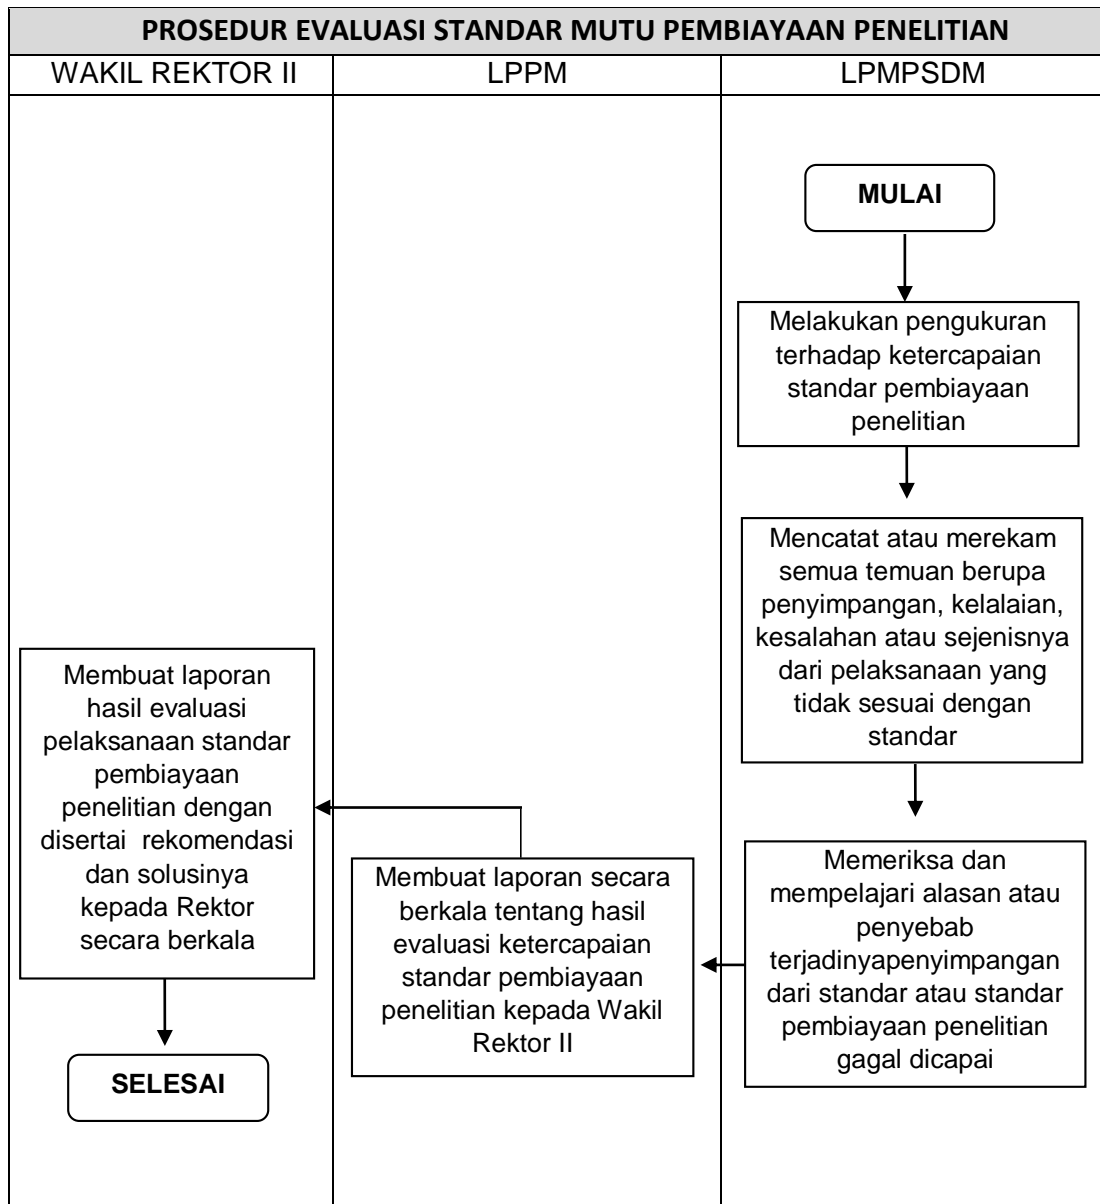 PROSEDUR EVALUASI STANDAR MUTU PEMBIAYAAN PENELITIAN
WAKIL REKTOR II
LPPM
LPMPSDM
MULAI
Melakukan pengukuran
terhadap ketercapaian
standar pembiayaan
penelitian
Mencatat atau merekam
semua temuan berupa
penyimpangan, kelalaian,
kesalahan atau sejenisnya
dari pelaksanaan yang
tidak sesuai dengan
standar
Memeriksa dan
mempelajari alasan atau
penyebab
terjadinyapenyimpangan
dari standar atau standar
pembiayaan penelitian
gagal dicapai
Membuat laporan secara
berkala tentang hasil
evaluasi ketercapaian
standar pembiayaan
penelitian kepada Wakil
Rektor II
Membuat laporan
hasil evaluasi
pelaksanaan standar
pembiayaan
penelitian dengan
disertai  rekomendasi
dan solusinya
kepada Rektor
secara berkala
SELESAI